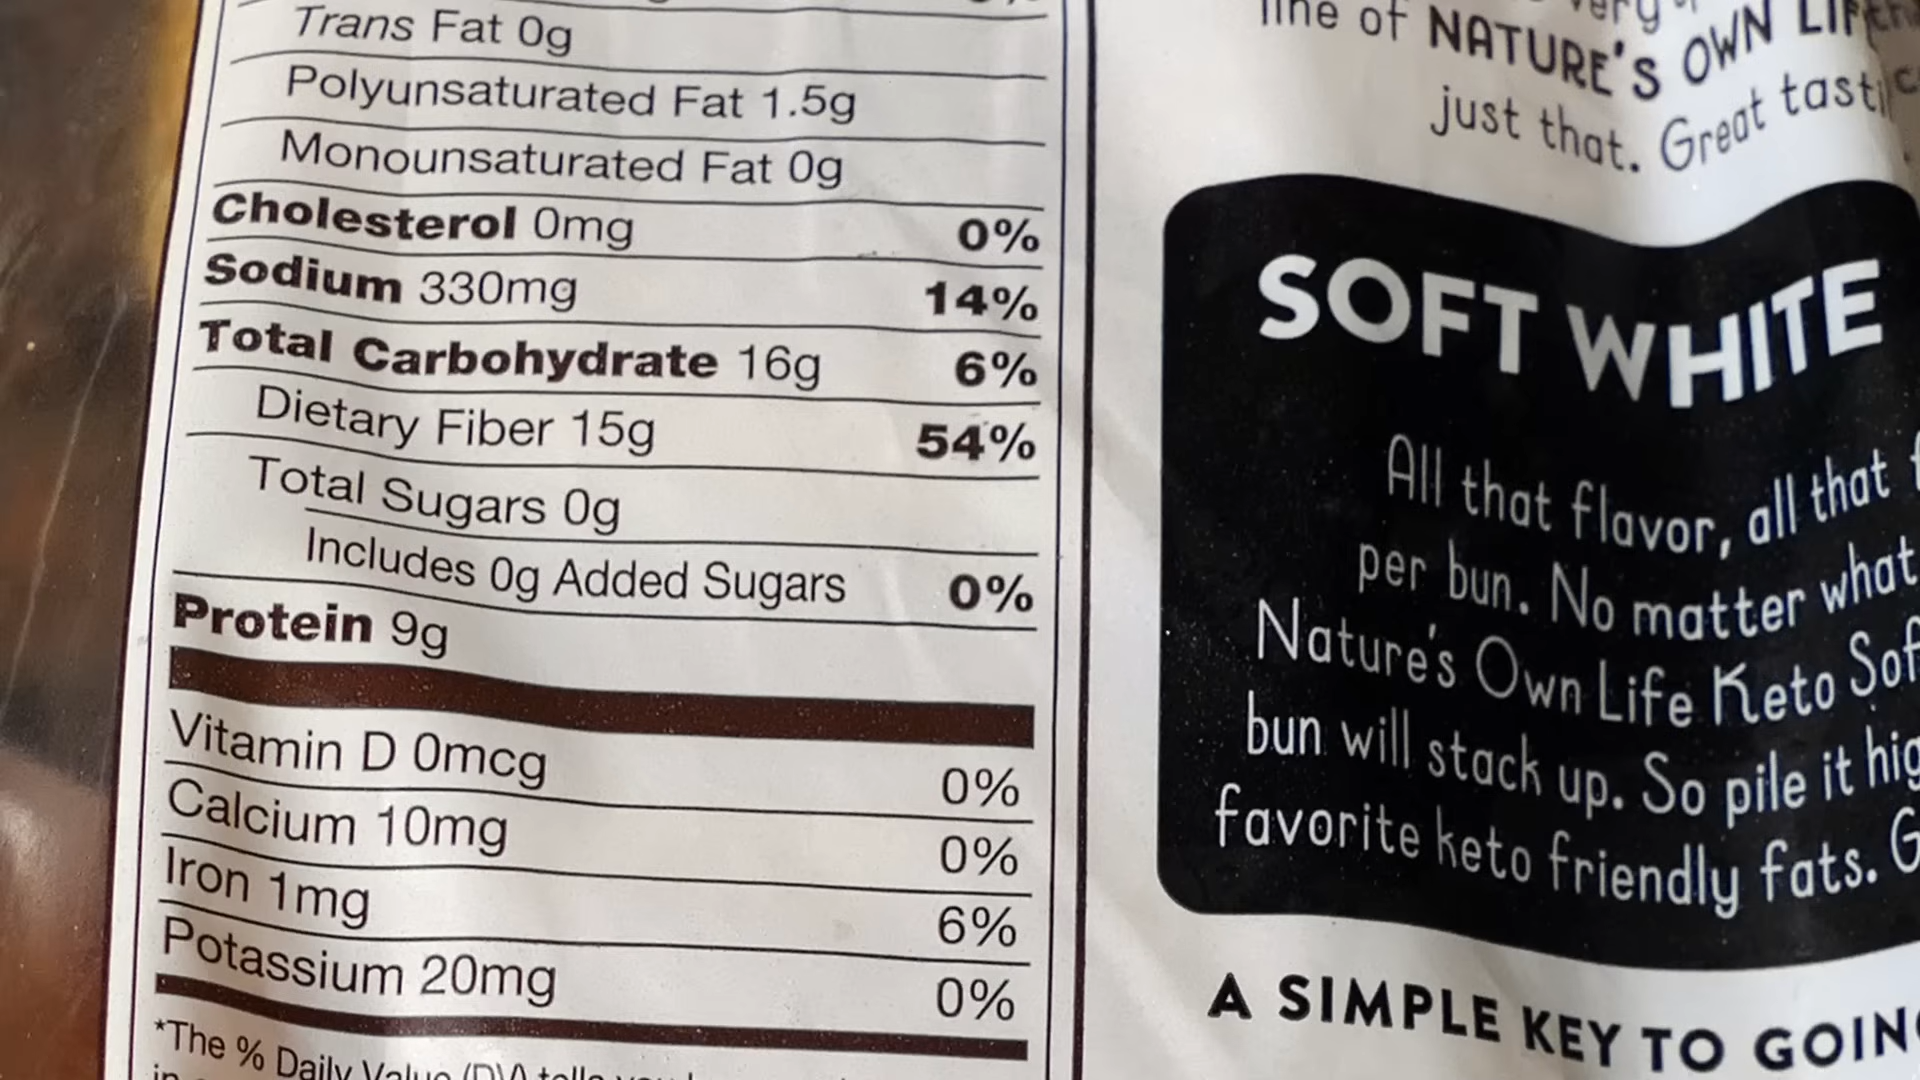 Trans Fat 0g
Polyunsaturated Fat 1.5g
Monounsaturated Fat 0g
Cholesterol 0mg 0%
Sodium 330mg 14%
Total Carbohydrate 16g 6%
Dietary Fiber 15g 54%
Total Sugars 0g
Includes 0g Added Sugars 0%
Protein 9g
Vitamin D 0mcg 0%
Calcium 10mg 0%
Iron 1mg 6%
Potassium 20mg 0%
*The % Daily Value (DV)
line of NATURE'S OWN
just that. Great
SOFT WHITE
All that flavor, all that
per bun. No matter what
Nature's Own Life Keto
bun will stack up. So pile it
favorite keto friendly fats.
A SIMPLE KEY TO